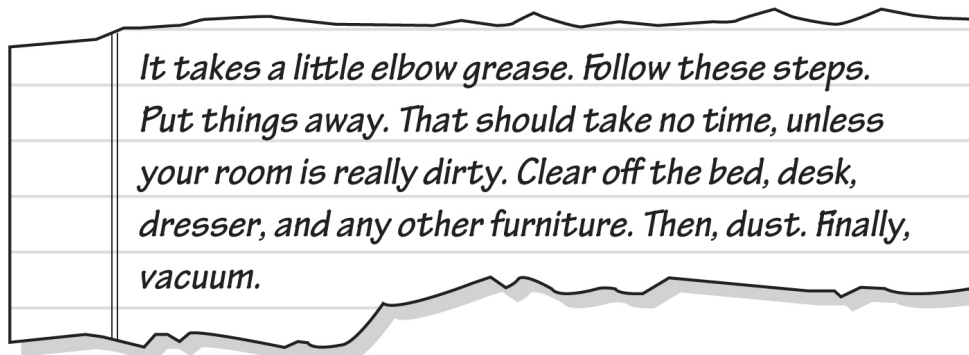 It takes a little elbow grease. Follow these steps.
Put things away. That should take no time, unless
your room is really dirty. Clear off the bed, desk,
dresser, and any other furniture. Then, dust. Finally,
vacuum.